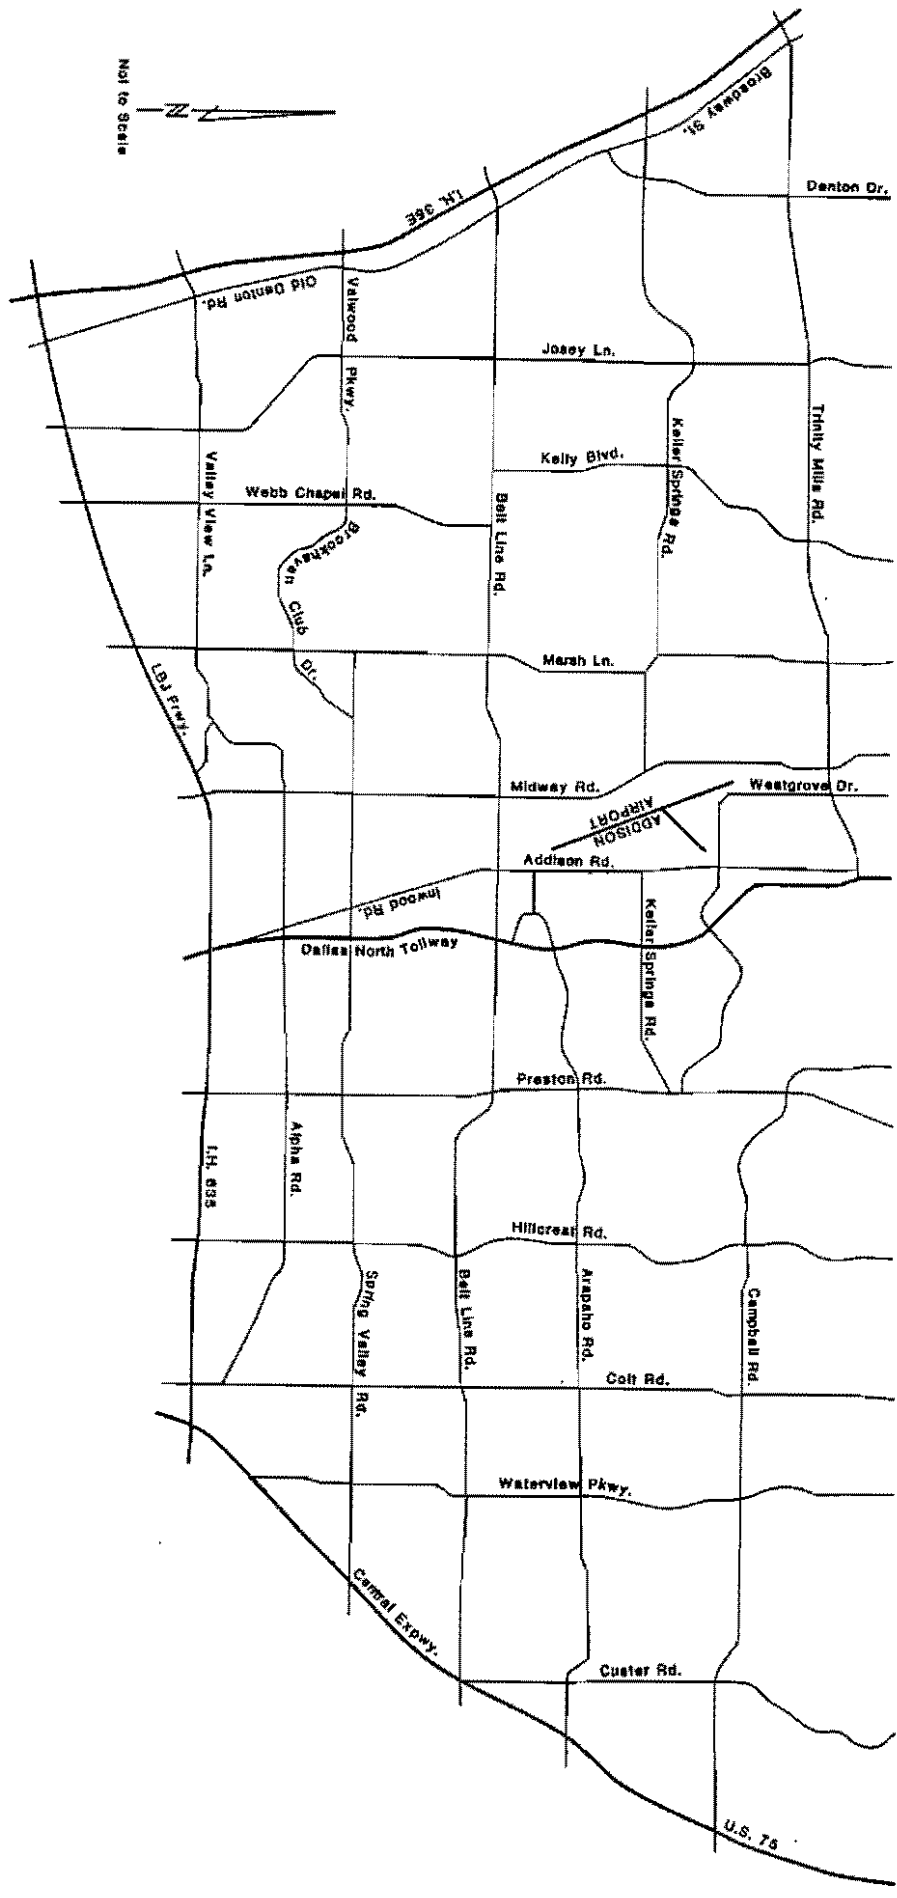 Not to Scale
N
Broadway St.
Denton Dr.
I.H. 35E
Old Denton Rd.
Valwood Pkwy.
Josey Ln.
Keller Springs Rd.
Trinity Mills Rd.
Kelly Blvd.
Valley View Ln.
Webb Chapel Rd.
Belt Line Rd.
Brookhaven Club Dr.
Marsh Ln.
LBJ Frwy.
Midway Rd.
Westgrove Dr.
ADDISON
AIRPORT
Addison Rd.
Inwood Rd.
Keller Springs Rd.
Dallas North Tollway
Preston Rd.
Alpha Rd.
I.H. 635
Hillcrest Rd.
Spring Valley Rd.
Belt Line Rd.
Arapaho Rd.
Campbell Rd.
Coit Rd.
Waterview Pkwy.
Central Expwy.
Custer Rd.
U.S. 75